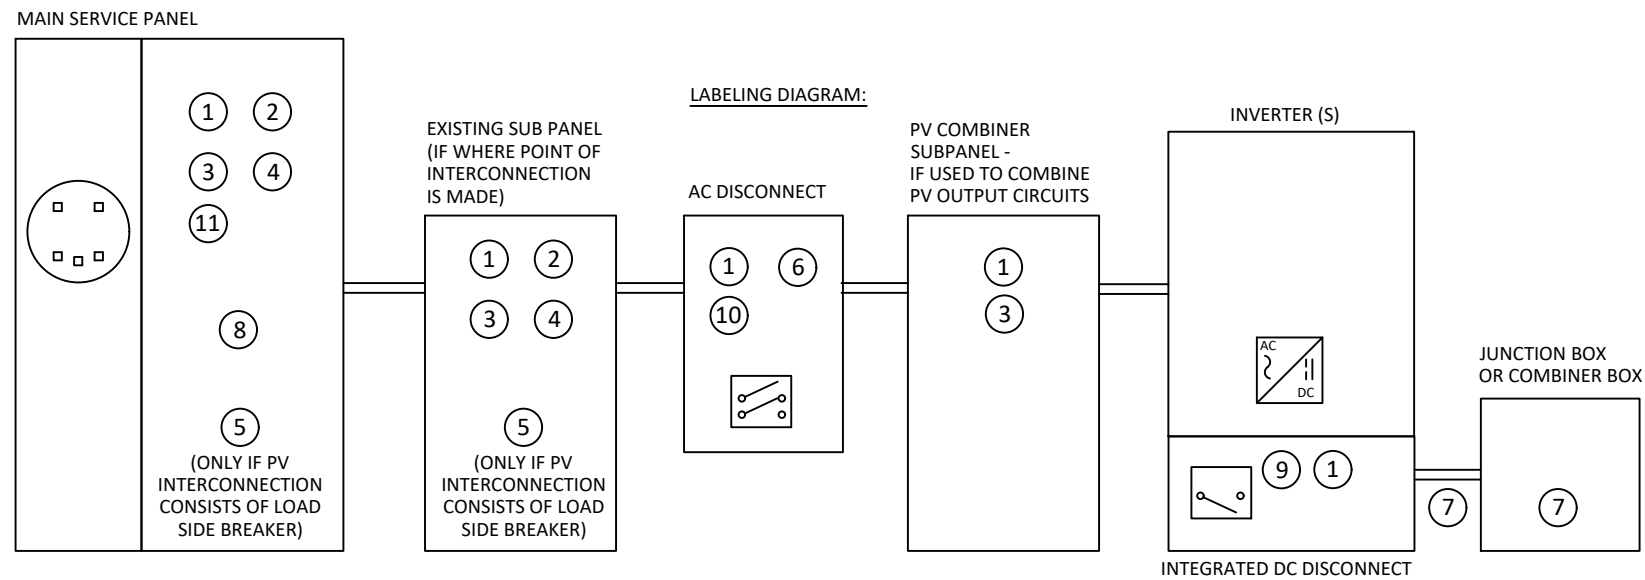 MAIN SERVICE PANEL
1 2
3 4
11
8
5
(ONLY IF PV
INTERCONNECTION
CONSISTS OF LOAD
SIDE BREAKER)
EXISTING SUB PANEL
(IF WHERE POINT OF
INTERCONNECTION
IS MADE)
1 2
3 4
5
(ONLY IF PV
INTERCONNECTION
CONSISTS OF LOAD
SIDE BREAKER)
LABELING DIAGRAM:
AC DISCONNECT
1 6
10
PV COMBINER
SUBPANEL -
IF USED TO COMBINE
PV OUTPUT CIRCUITS
1
3
INVERTER (S)
AC
DC
9 1
INTEGRATED DC DISCONNECT
7
JUNCTION BOX
OR COMBINER BOX
7